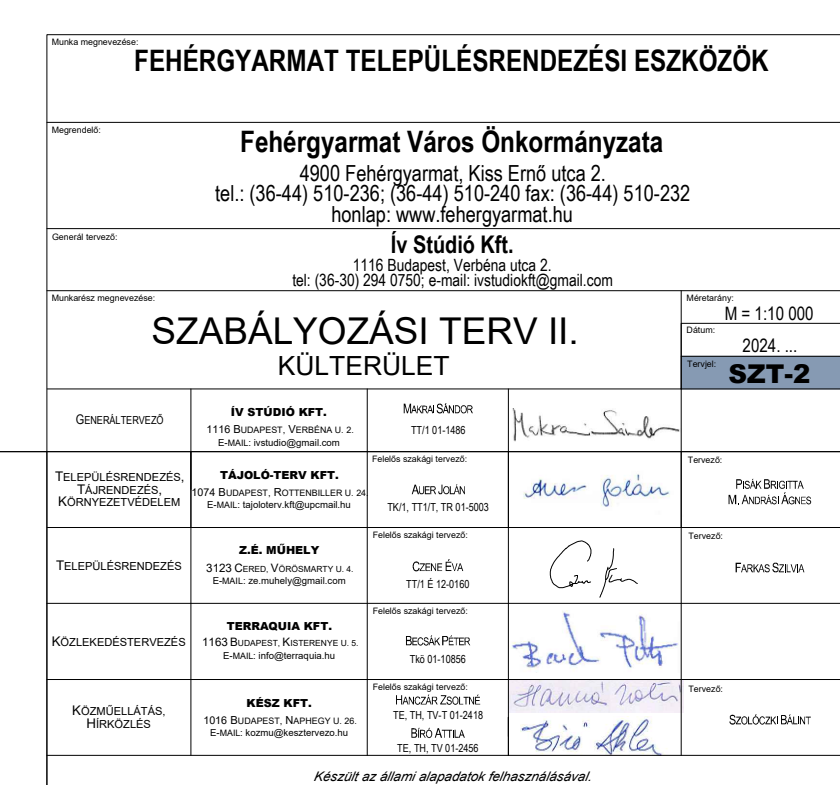 Munka megnevezése:
FEHÉRGYARMAT TELEPÜLÉSRENDEZÉSI ESZKÖZÖK
Megrendelő:
Fehérgyarmat Város Önkormányzata
4900 Fehérgyarmat, Kiss Ernő utca 2.
tel.: (36-44) 510-236; (36-44) 510-240 fax: (36-44) 510-232
honlap: www.fehergyarmat.hu
Generál tervező:
Ív Stúdió Kft.
1116 Budapest, Verbéna utca 2.
tel: (36-30) 294 0750; e-mail: ivstudiokft@gmail.com
Munkarész megnevezése:
SZABÁLYOZÁSI TERV II.
KÜLTERÜLET
Méretarány:
M = 1:10 000
Dátum:
2024. ...
Tervjel: SZT-2
GENERÁLTERVEZŐ
ÍV STÚDIÓ KFT.
1116 BUDAPEST, VERBÉNA U. 2.
E-MAIL: ivstudio@gmail.com
MAKRAI SÁNDOR
TT/1 01-1486
Makrai Sándor
TELEPÜLÉSRENDEZÉS,
TÁJRENDEZÉS,
KÖRNYEZETVÉDELEM
TÁJOLÓ-TERV KFT.
1074 BUDAPEST, ROTTENBILLER U. 24
E-MAIL: tajoloterv.kft@upcmail.hu
Felelős szakági tervező:
AUER JOLÁN
TK/1, TT1/T, TR 01-5003
Auer Jolán
Tervező:
PISÁK BRIGITTA
M. ANDRÁSI ÁGNES
TELEPÜLÉSRENDEZÉS
Z.É. MŰHELY
3123 CERED, VÖRÖSMARTY U. 4.
E-MAIL: ze.muhely@gmail.com
Felelős szakági tervező:
CZENE ÉVA
TT/1 É 12-0160
Tervező:
FARKAS SZILVIA
KÖZLEKEDÉSTERVEZÉS
TERRAQUIA KFT.
1163 BUDAPEST, KISTERENYE U. 5.
E-MAIL: info@terraquia.hu
Felelős szakági tervező:
BECSÁK PÉTER
Tkö 01-10856
KÖZMŰELLÁTÁS,
HÍRKÖZLÉS
KÉSZ KFT.
1016 BUDAPEST, NAPHEGY U. 26.
E-MAIL: kozmu@kesztervezo.hu
Felelős szakági tervező:
HANCZÁR ZSOLTNÉ
TE, TH, TV-T 01-2418
BÍRÓ ATTILA
TE, TH, TV 01-2456
Tervező:
SZOLÓCZKI BÁLINT
Készült az állami alapadatok felhasználásával.